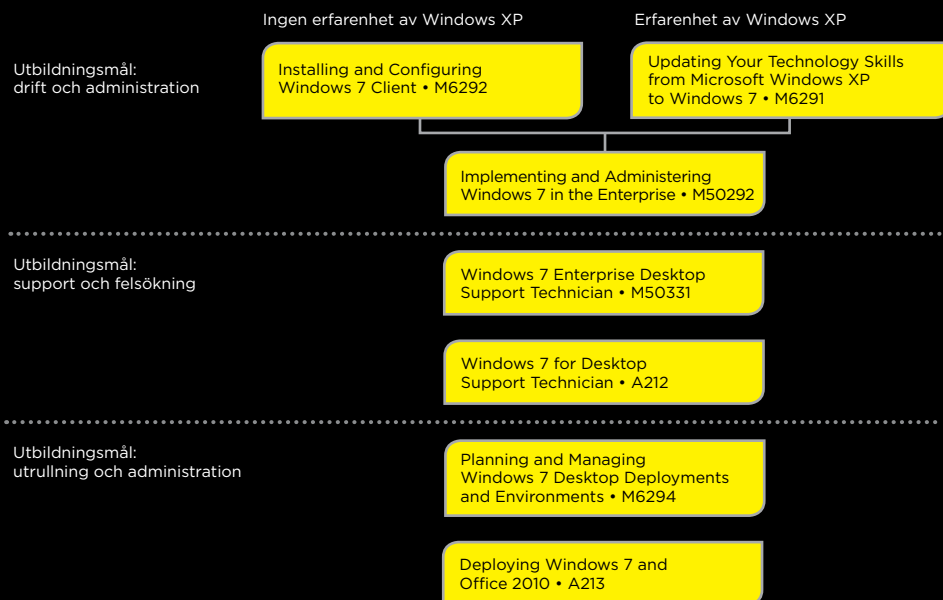 Ingen erfarenhet av Windows XP
Erfarenhet av Windows XP
Utbildningsmål:
drift och administration
Installing and Configuring
Windows 7 Client • M6292
Updating Your Technology Skills
from Microsoft Windows XP
to Windows 7 • M6291
Implementing and Administering
Windows 7 in the Enterprise • M50292
Utbildningsmål:
support och felsökning
Windows 7 Enterprise Desktop
Support Technician • M50331
Windows 7 for Desktop
Support Technician • A212
Utbildningsmål:
utrullning och administration
Planning and Managing
Windows 7 Desktop Deployments
and Environments • M6294
Deploying Windows 7 and
Office 2010 • A213